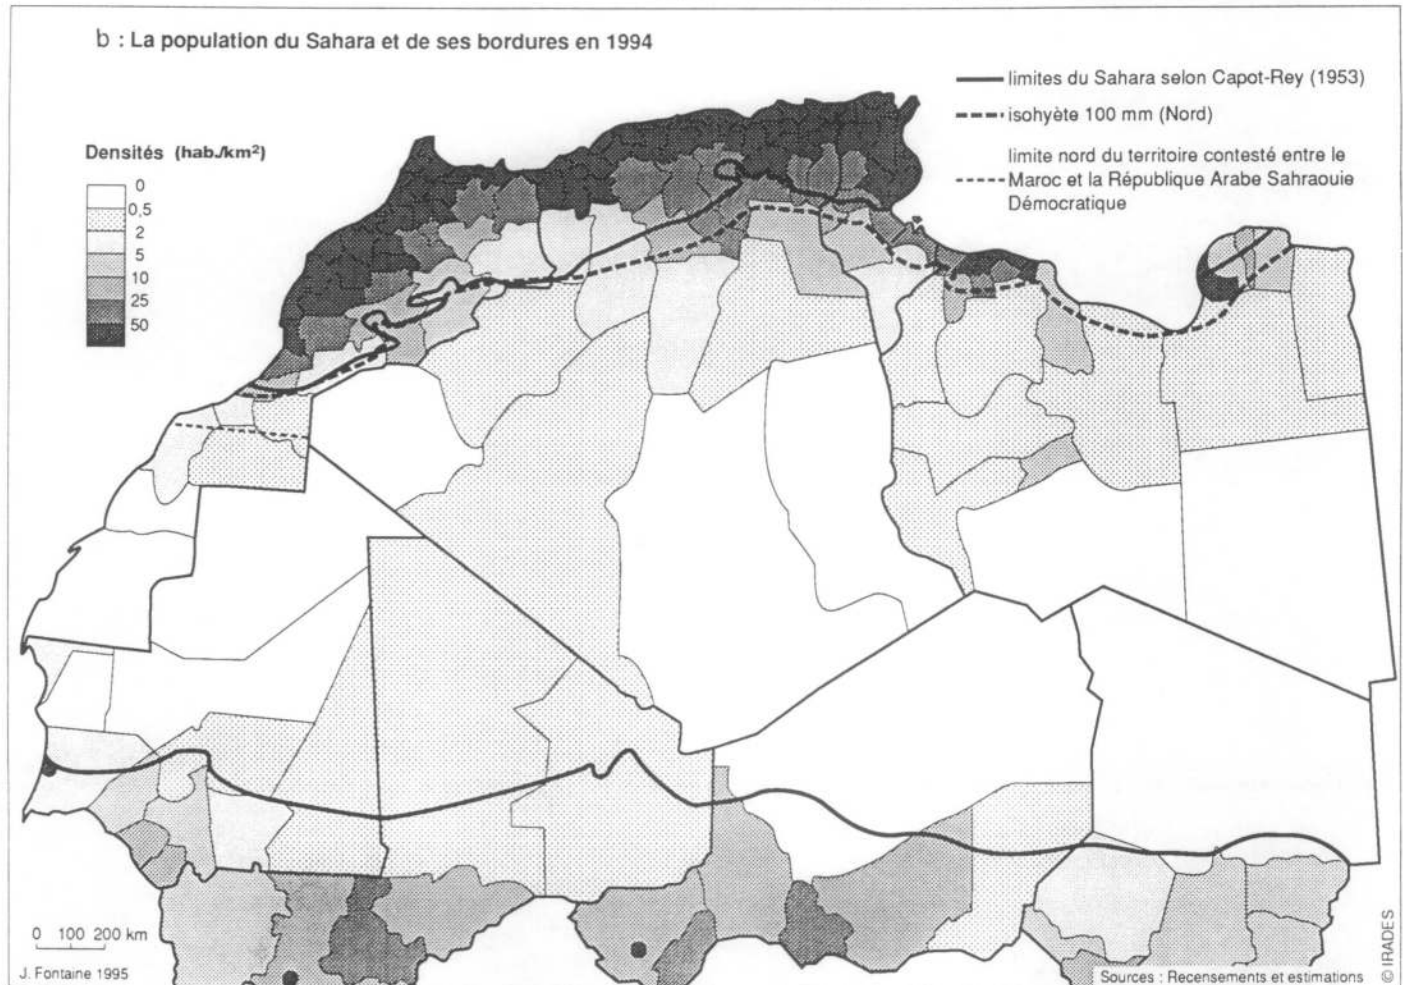 b : La population du Sahara et de ses bordures en 1994
limites du Sahara selon Capot-Rey (1953)
isohyète 100 mm (Nord)
limite nord du territoire contesté entre le
Maroc et la République Arabe Sahraouie
Démocratique
Densités (hab./km²)
0
0,5
2
5
10
25
50
0 100 200 km
J. Fontaine 1995
Sources : Recensements et estimations
© IRADES